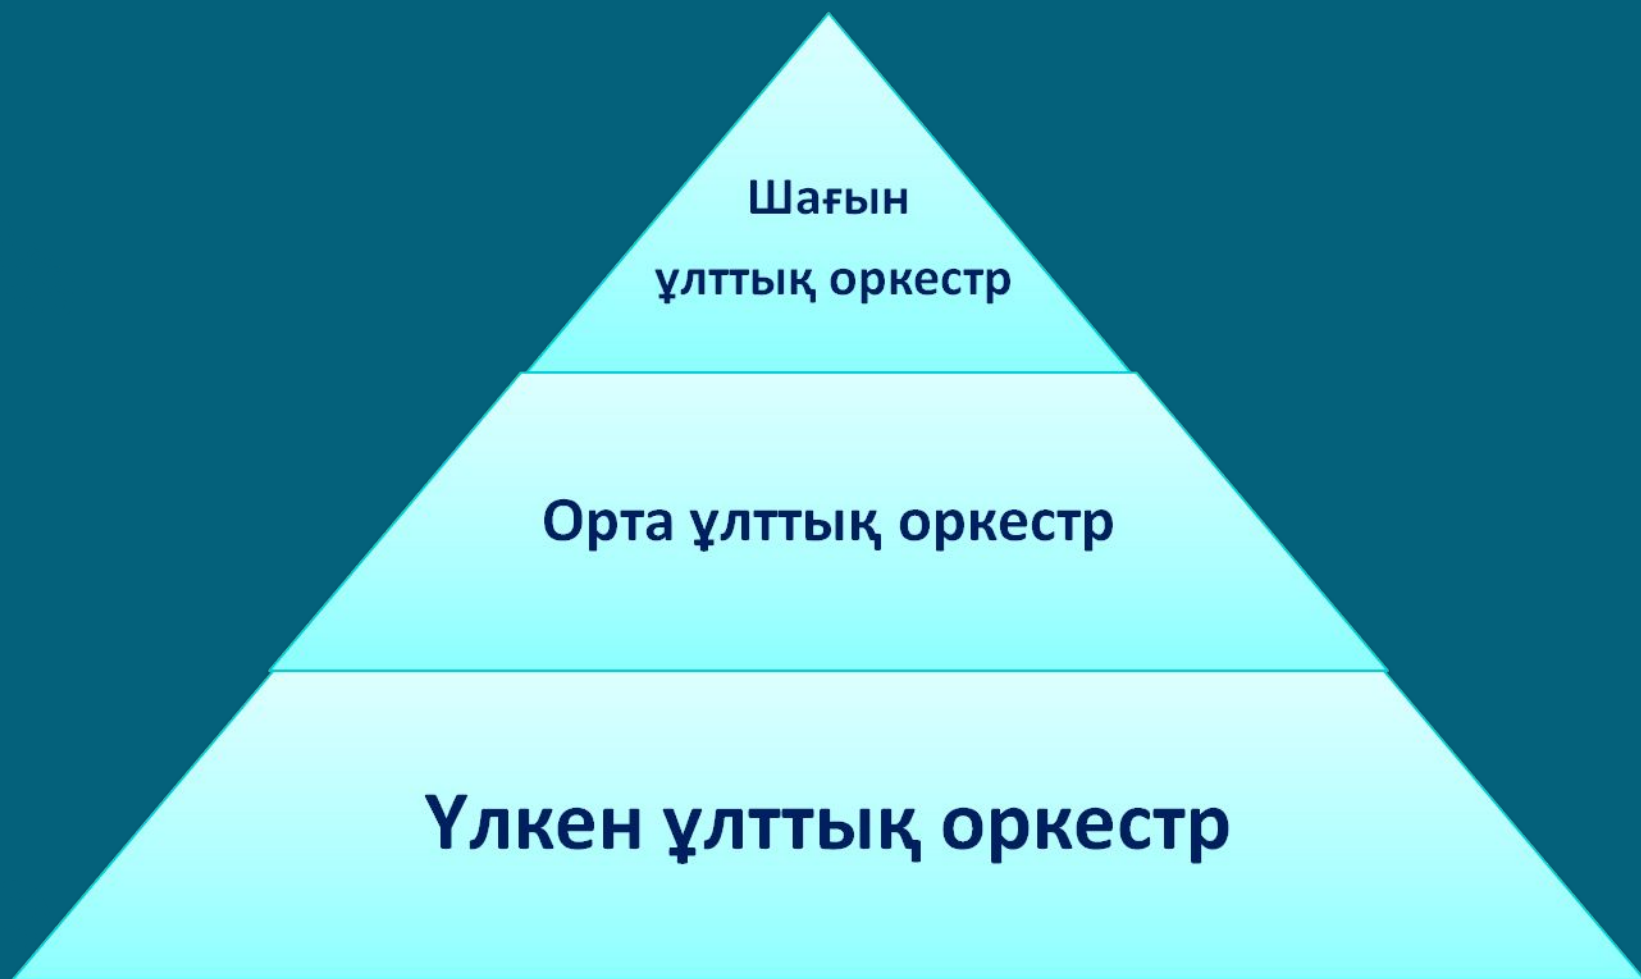 Шағын
ұлттық оркестр
Орта ұлттық оркестр
Үлкен ұлттық оркестр